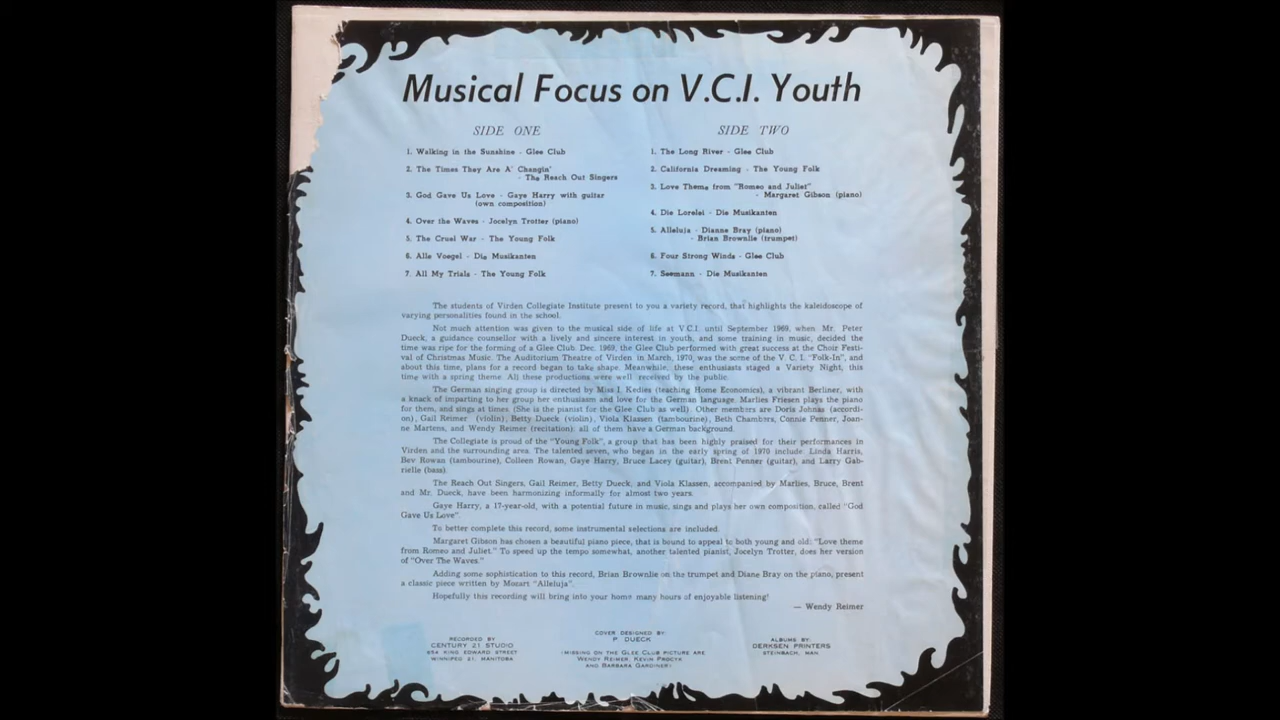 Musical Focus on V.C.I. Youth
SIDE ONE
1. Walking in the Sunshine - Glee Club
2. The Times They Are A' Changin'
- The Reach Out Singers
3. God Gave Us Love - Gaye Harry with guitar
(own composition)
4. Over the Waves - Jocelyn Trotter (piano)
5. The Cruel War - The Young Folk
6. Alle Voegel - Die Musikanten
7. All My Trials - The Young Folk
SIDE TWO
1. The Long River - Glee Club
2. California Dreaming - The Young Folk
3. Love Theme from "Romeo and Juliet"
- Margaret Gibson (piano)
4. Die Lorelei - Die Musikanten
5. Alleluja - Dianne Bray (piano)
- Brian Brownlie (trumpet)
6. Four Strong Winds - Glee Club
7. Seemann - Die Musikanten
The students of Virden Collegiate Institute present to you a variety record, that highlights the kaleidoscope of
varying personalities found in the school.
Not much attention was given to the musical side of life at V.C.I. until September 1969, when Mr. Peter
Dueck, a guidance counsellor with a lively and sincere interest in youth, and some training in music, decided the
time was ripe for the forming of a Glee Club. Dec. 1969, the Glee Club performed with great success at the Choir Festi-
val of Christmas Music. The Auditorium Theatre of Virden in March, 1970, was the scene of the V. C. I. "Folk-In", and
about this time, plans for a record began to take shape. Meanwhile, these enthusiasts staged a Variety Night, this
time with a spring theme. All these productions were well received by the public.
The German singing group is directed by Miss I. Kedies (teaching Home Economics), a vibrant Berliner, with
a knack of imparting to her group her enthusiasm and love for the German language. Marlies Friesen plays the piano
for them, and sings at times (She is the pianist for the Glee Club as well). Other members are Doris Johnas (accordi-
on), Gail Reimer (violin), Betty Dueck (violin), Viola Klassen (tambourine), Beth Chambers, Connie Penner, Joan-
ne Martens, and Wendy Reimer (recitation): all of them have a German background.
The Collegiate is proud of the "Young Folk", a group that has been highly praised for their performances in
Virden and the surrounding area. The talented seven, who began in the early spring of 1970 include: Linda Harris,
Bev Rowan (tambourine), Colleen Rowan, Gaye Harry, Bruce Lacey (guitar), Brent Penner (guitar), and Larry Gab-
rielle (bass)
The Reach Out Singers, Gail Reimer, Betty Dueck, and Viola Klassen, accompanied by Marlies, Bruce, Brent
and Mr. Dueck, have been harmonizing informally for almost two years.
Gaye Harry, a 17-year-old, with a potential future in music, sings and plays her own composition, called "God
Gave Us Love".
To better complete this record, some instrumental selections are included.
Margaret Gibson has chosen a beautiful piano piece, that is bound to appeal to both young and old: "Love theme
from Romeo and Juliet." To speed up the tempo somewhat, another talented pianist, Jocelyn Trotter, does her version
of "Over The Waves."
Adding some sophistication to this record, Brian Brownlie on the trumpet and Diane Bray on the piano, present
a classic piece written by Mozart "Alleluja".
Hopefully this recording will bring into your home many hours of enjoyable listening!
— Wendy Reimer
RECORDED BY
CENTURY 21 STUDIO
654 KING EDWARD STREET
WINNIPEG 21, MANITOBA
COVER DESIGNED BY:
P DUECK
(MISSING ON THE GLEE CLUB PICTURE ARE
WENDY REIMER, KEVIN PROCYK
AND BARBARA GARDINER)
ALBUMS BY:
DERKSEN PRINTERS
STEINBACH, MAN